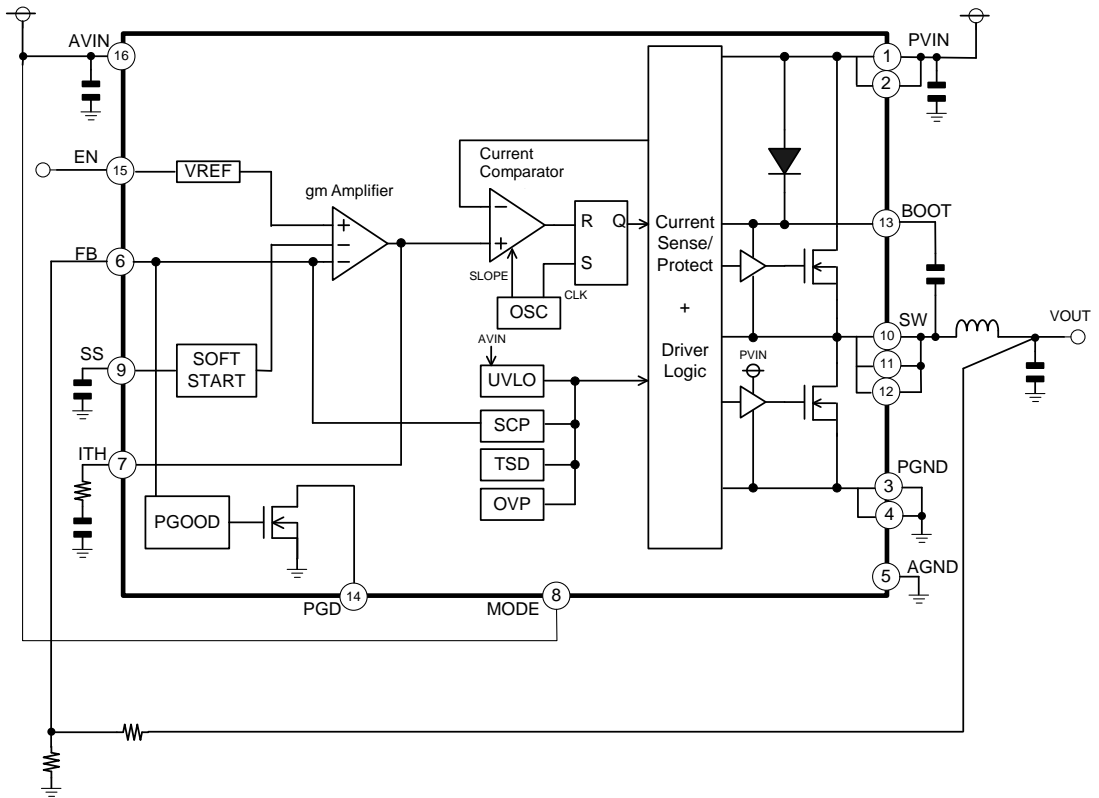 AVIN
16
1
PVIN
2
EN
15
VREF
gm Amplifier
+
−
−
Current
Comparator
−
+
R
Q
S
SLOPE
OSC
CLK
Current
Sense/
Protect
+
Driver
Logic
13
BOOT
FB
6
SS
9
SOFT
START
AVIN
UVLO
SCP
TSD
OVP
PVIN
10
SW
11
12
VOUT
ITH
7
PGOOD
PGND
3
4
5
AGND
PGD
14
MODE
8